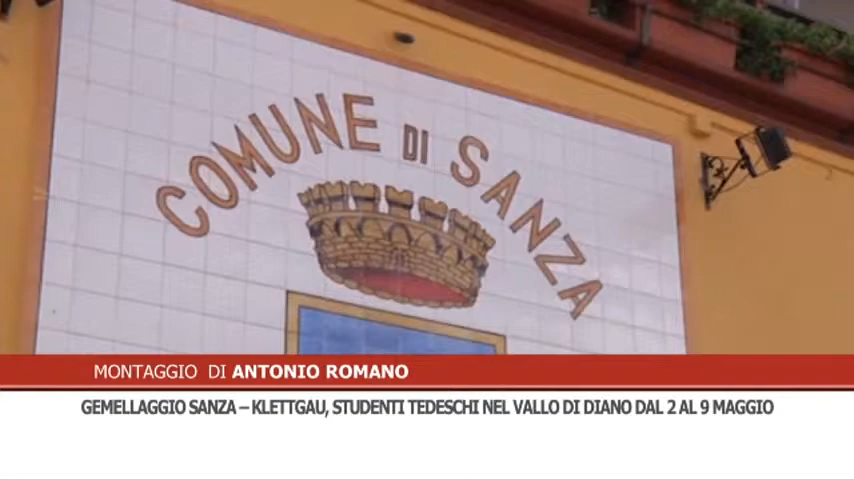 COMUNE DI SANZA
MONTAGGIO DI ANTONIO ROMANO
GEMELLAGGIO SANZA – KLETTGAU, STUDENTI TEDESCHI NEL VALLO DI DIANO DAL 2 AL 9 MAGGIO